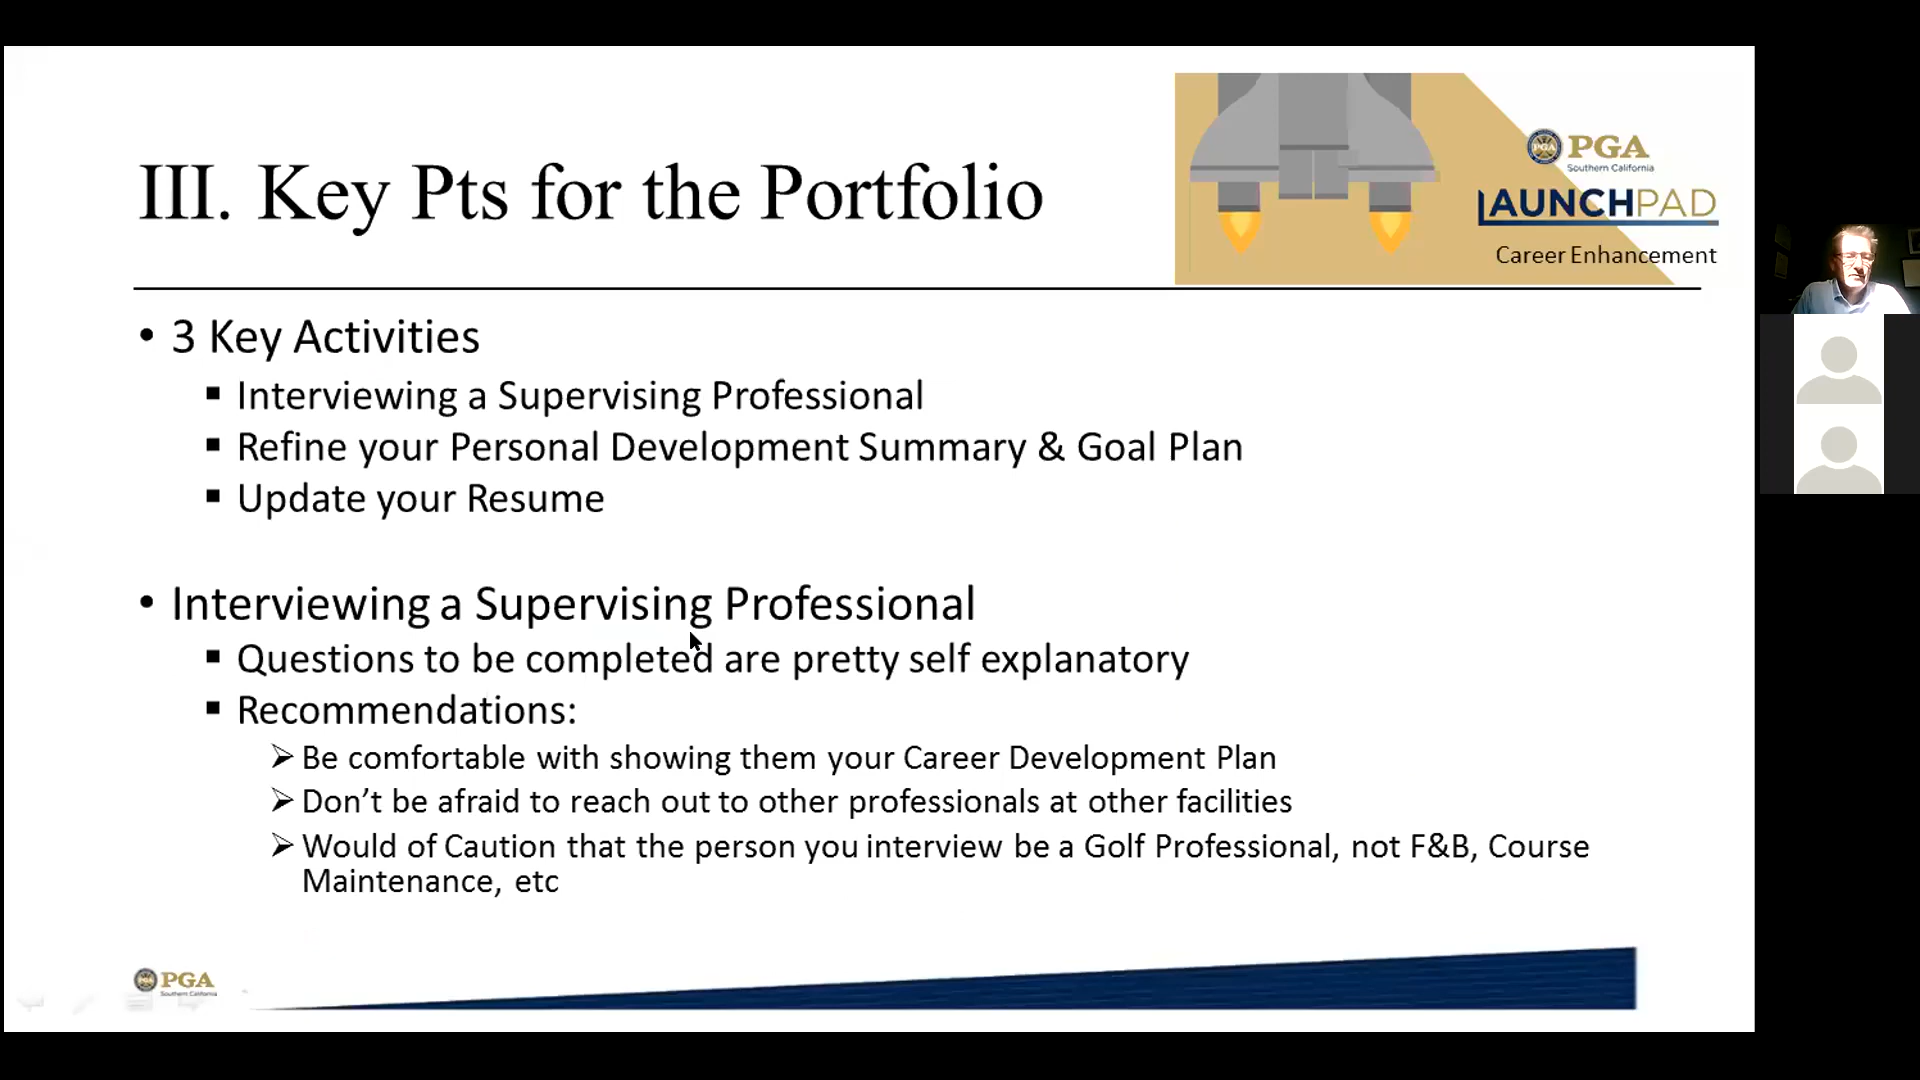 III. Key Pts for the Portfolio
PGA
PGA
Southern California
LAUNCHPAD
Career Enhancement
• 3 Key Activities
▪ Interviewing a Supervising Professional
▪ Refine your Personal Development Summary & Goal Plan
▪ Update your Resume
• Interviewing a Supervising Professional
▪ Questions to be completed are pretty self explanatory
▪ Recommendations:
➢ Be comfortable with showing them your Career Development Plan
➢ Don’t be afraid to reach out to other professionals at other facilities
➢ Would of Caution that the person you interview be a Golf Professional, not F&B, Course
Maintenance, etc
PGA
Southern California